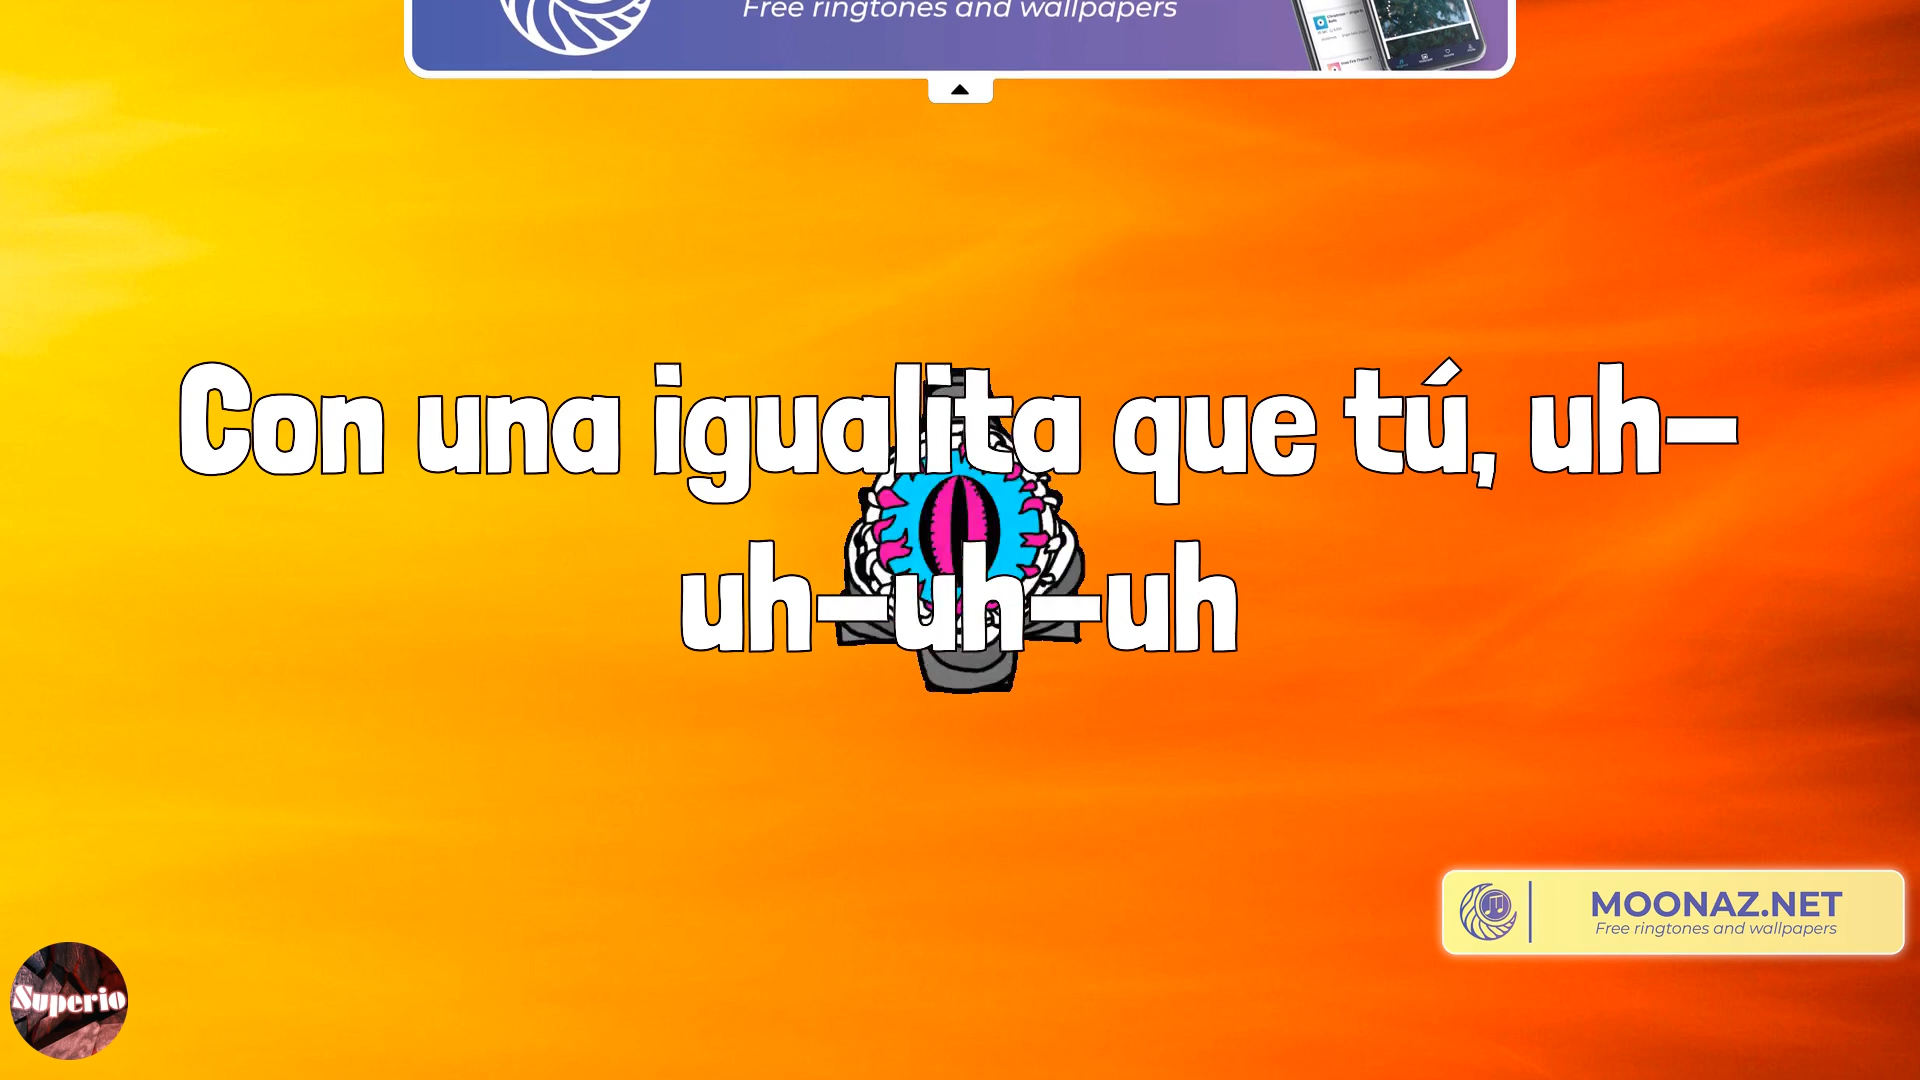 Free ringtones and wallpapers
Con una igualita que tú, uh-
uh-uh-uh
MOONAZ.NET
Free ringtones and wallpapers
Superio